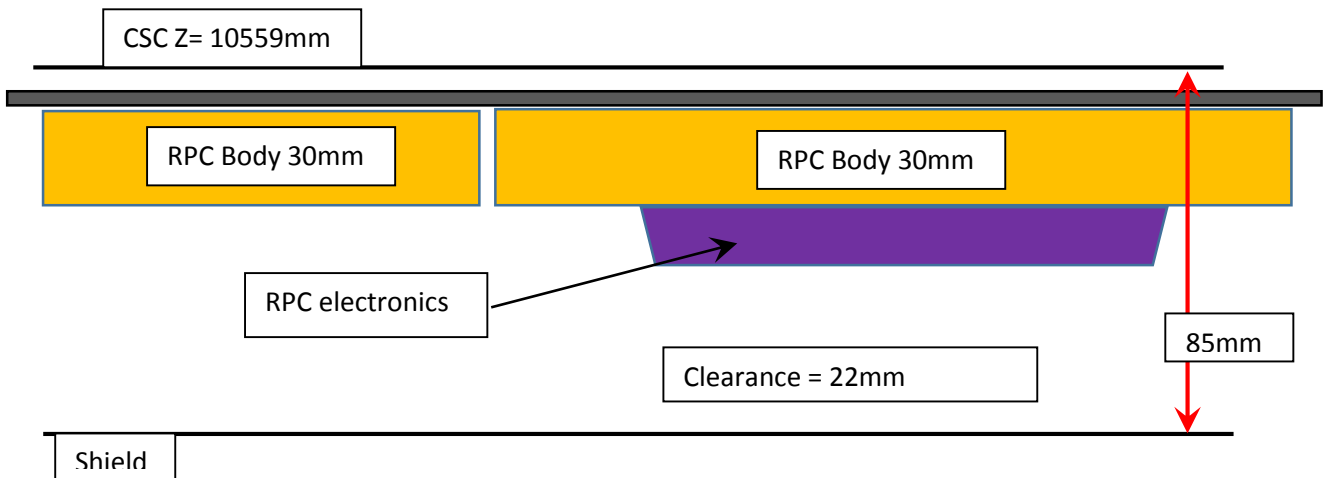 CSC Z= 10559mm
RPC Body 30mm
RPC Body 30mm
RPC electronics
85mm
Clearance = 22mm
Shield